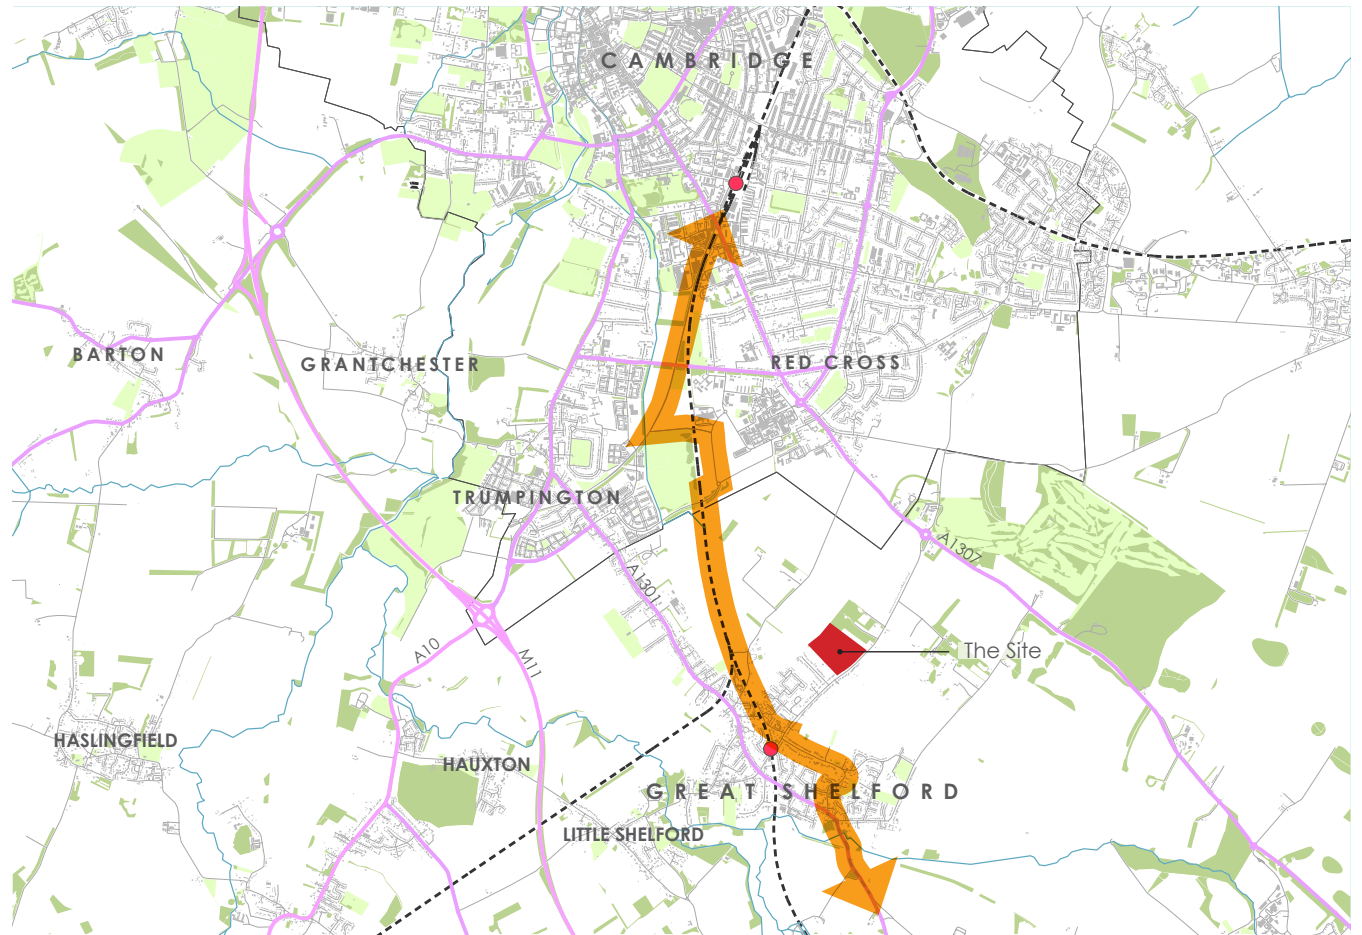 CAMBRIDGE
BARTON
GRANTCHESTER
RED CROSS
TRUMPINGTON
A1307
A1301
The Site
A10
M11
HASLINGFIELD
HAUXTON
GREAT SHELFORD
LITTLE SHELFORD